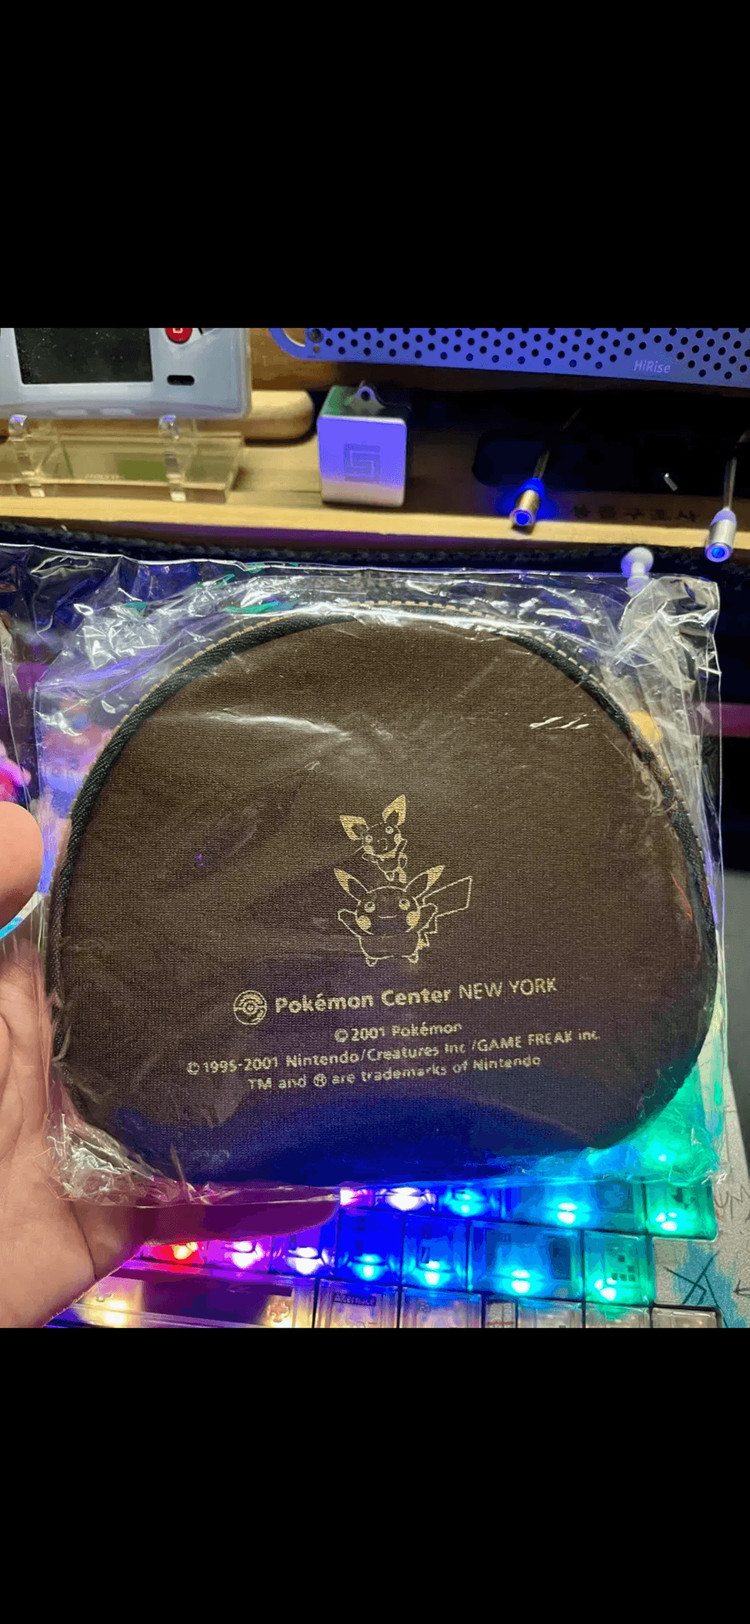 HiRise
Pokémon Center NEW YORK
©2001 Pokémon
©1995-2001 Nintendo/Creatures Inc /GAME FREAK inc.
TM and ® are trademarks of Nintendo
Alternate